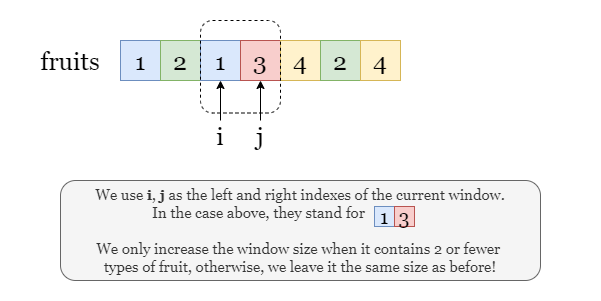 fruits 1 2 1 3 4 2 4
i j
We use i, j as the left and right indexes of the current window.
In the case above, they stand for 1 3
We only increase the window size when it contains 2 or fewer
types of fruit, otherwise, we leave it the same size as before!